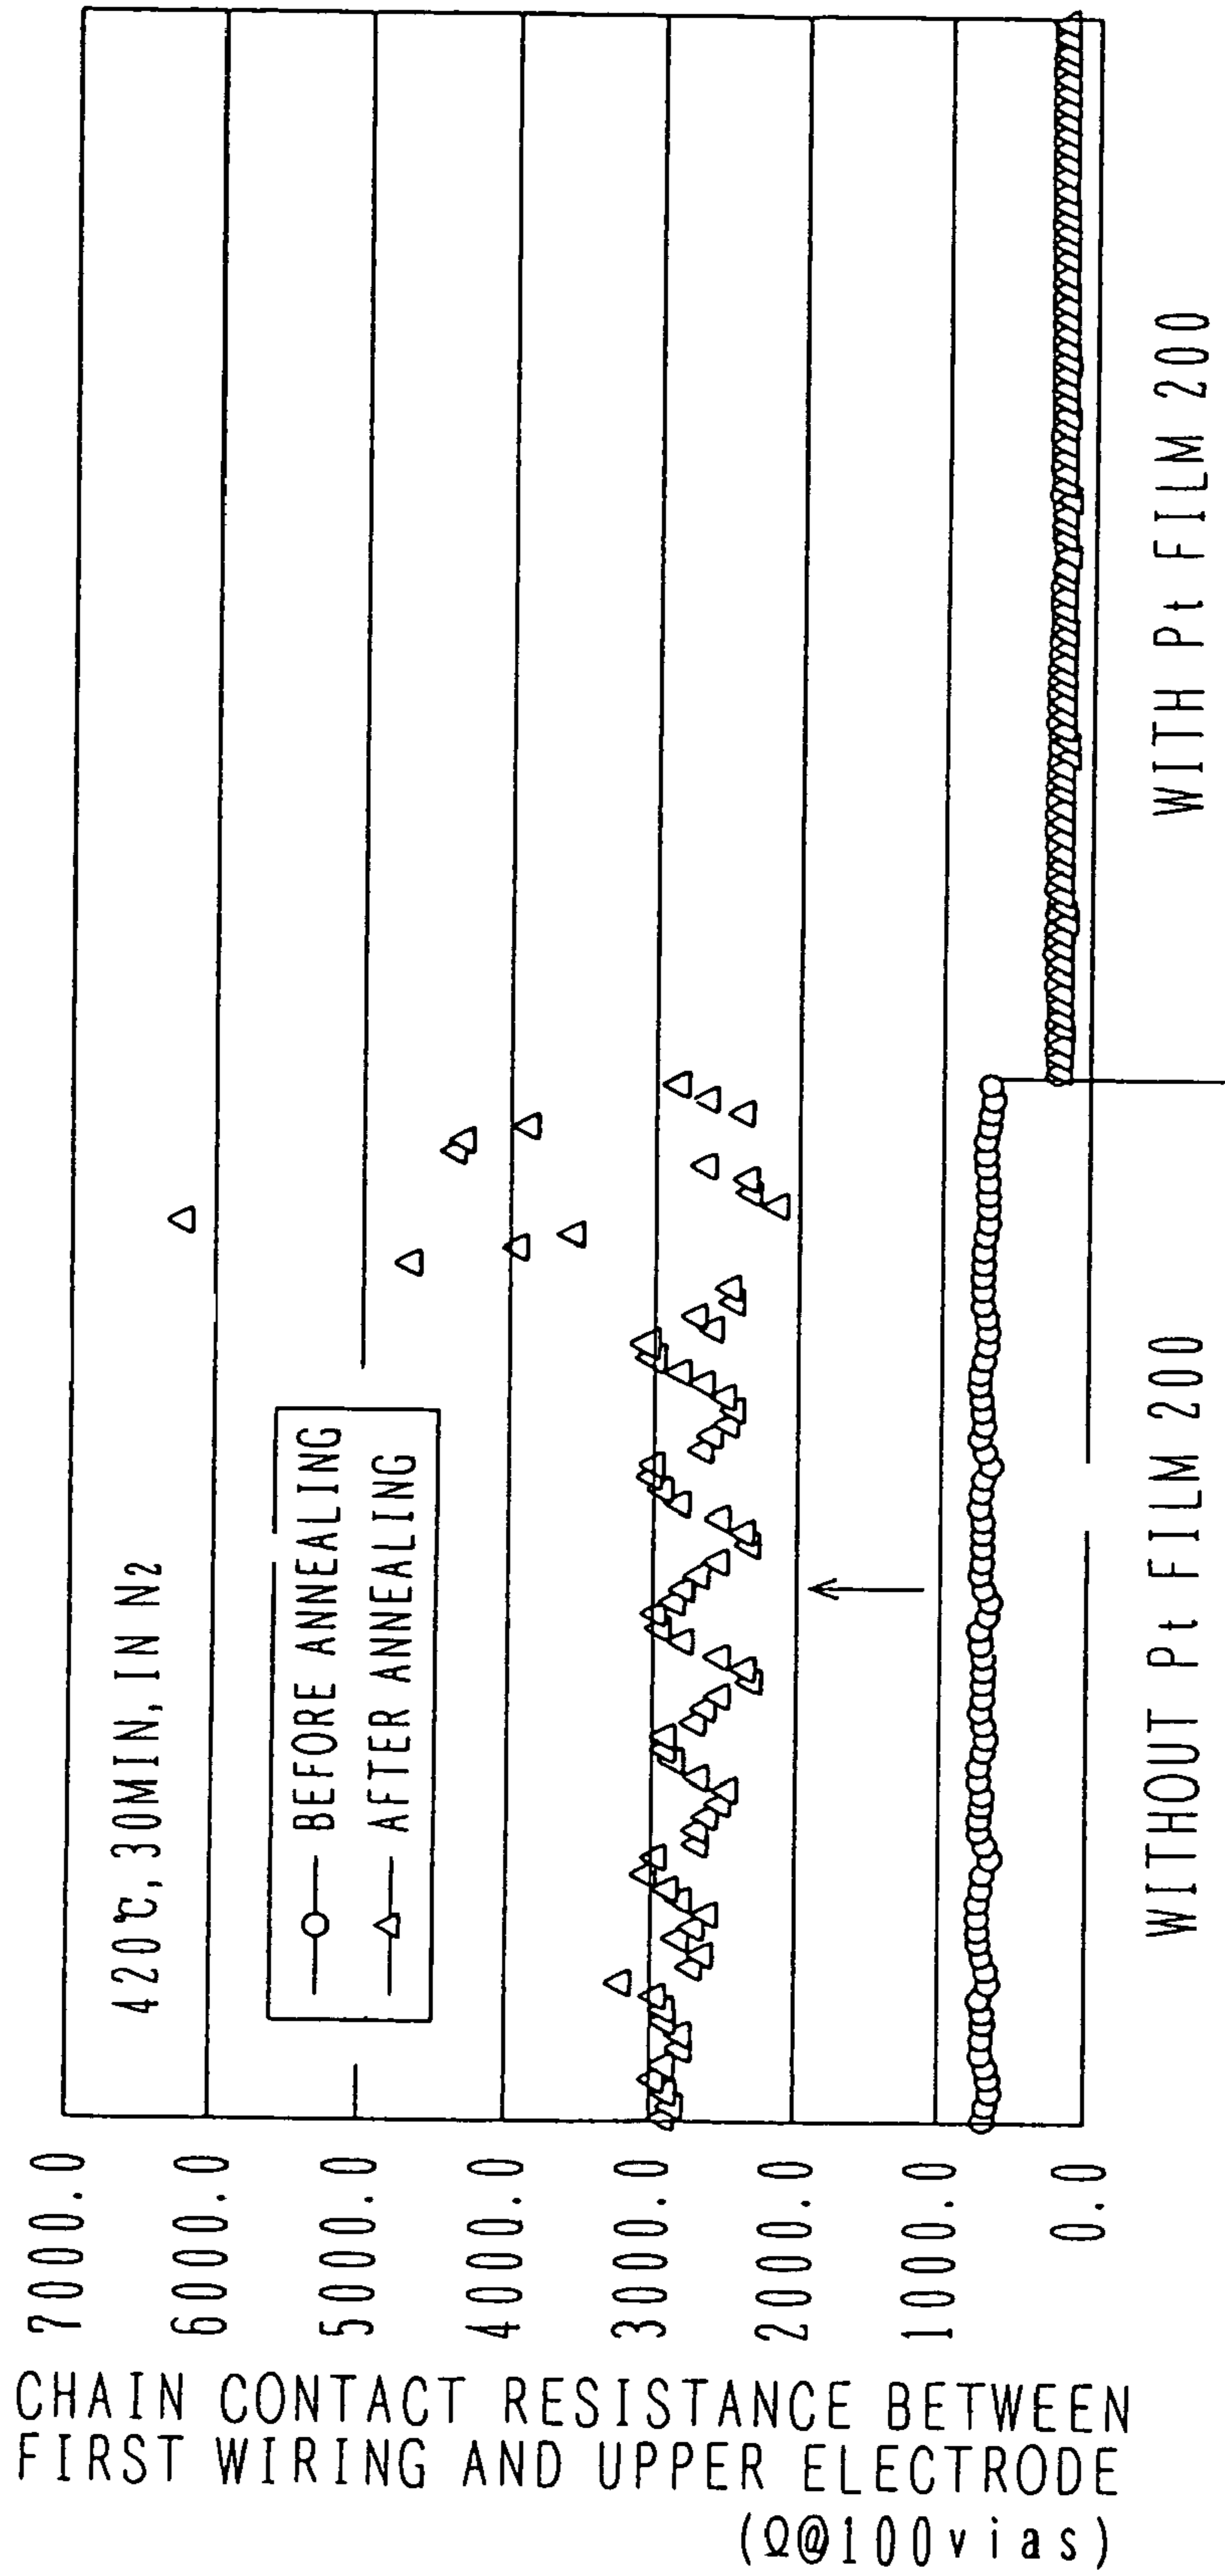 CHAIN CONTACT RESISTANCE BETWEEN
FIRST WIRING AND UPPER ELECTRODE
(Ω@100vias)
7000.0
6000.0
5000.0
4000.0
3000.0
2000.0
1000.0
0.0
420℃, 30MIN, IN N2
BEFORE ANNEALING
AFTER ANNEALING
WITHOUT Pt FILM 200
WITH Pt FILM 200